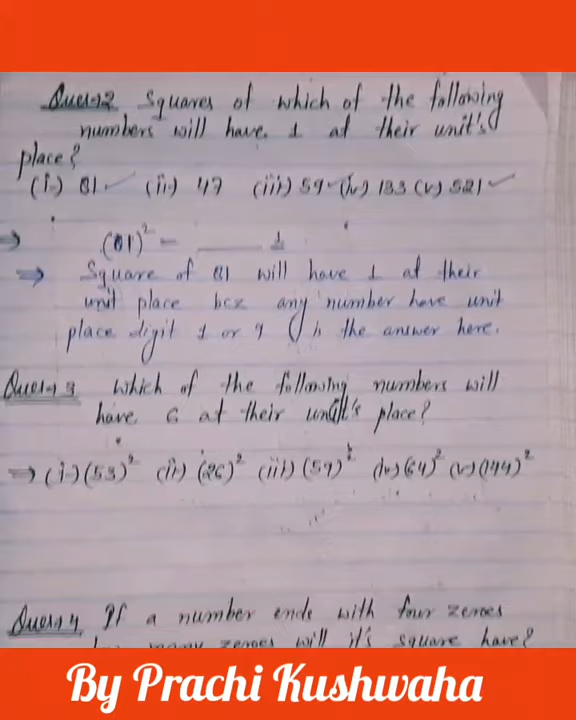 Ques→2 Squares of which of the following
numbers will have 1 at their unit's
place?
(i) 81 ✓ (ii) 47 (iii) 59 ✓ (iv) 133 (v) 521 ✓
⇒ (81)² = ______ 1
⇒ Square of 81 will have 1 at their
unit place bcz any number have unit
place digit 1 or 9 is the answer here.
Ques→3 which of the following numbers will
have 6 at their unit's place?
⇒ (i) (53)² (ii) (26)² (iii) (59)² (iv) (64)² (v) (144)²
Ques→4 If a number ends with four zeroes
many zeroes will it's square have?
By Prachi Kushwaha